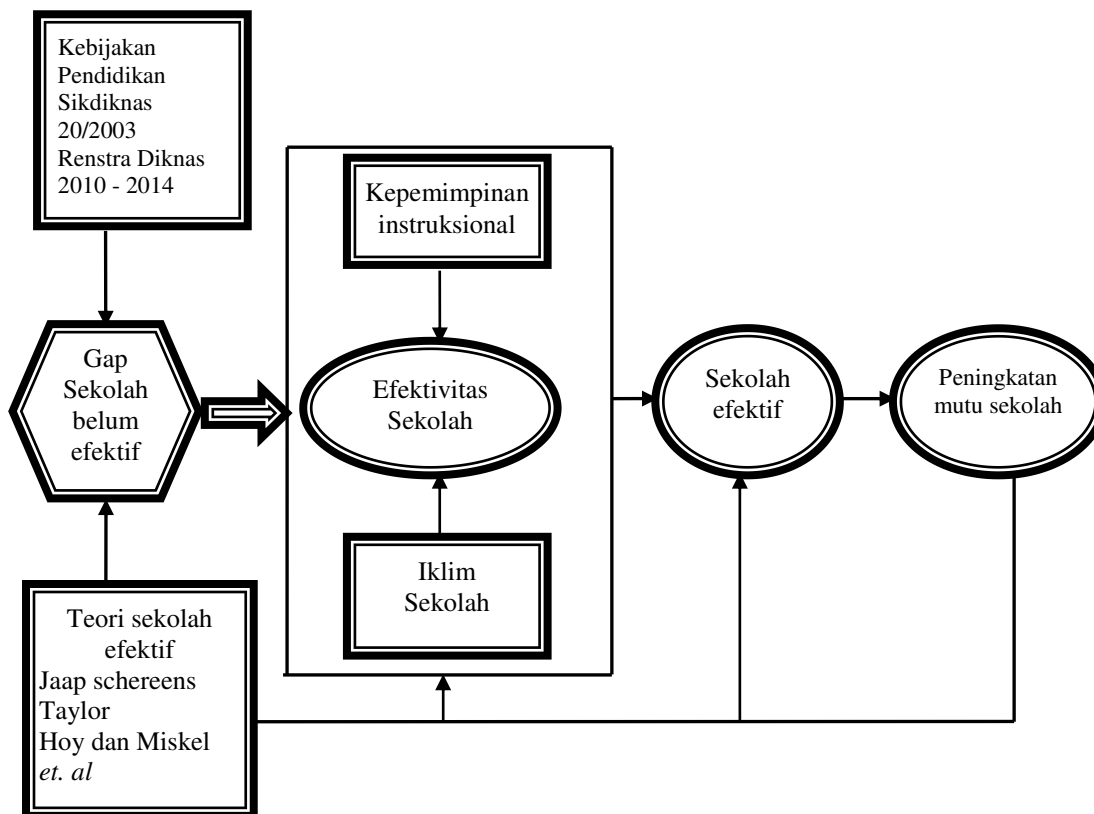 Kebijakan
Pendidikan
Sikdiknas
20/2003
Renstra Diknas
2010 - 2014
Kepemimpinan
instruksional
Gap
Sekolah
belum
efektif
Efektivitas
Sekolah
Sekolah
efektif
Peningkatan
mutu sekolah
Iklim
Sekolah
Teori sekolah
efektif
Jaap schereens
Taylor
Hoy dan Miskel
et. al